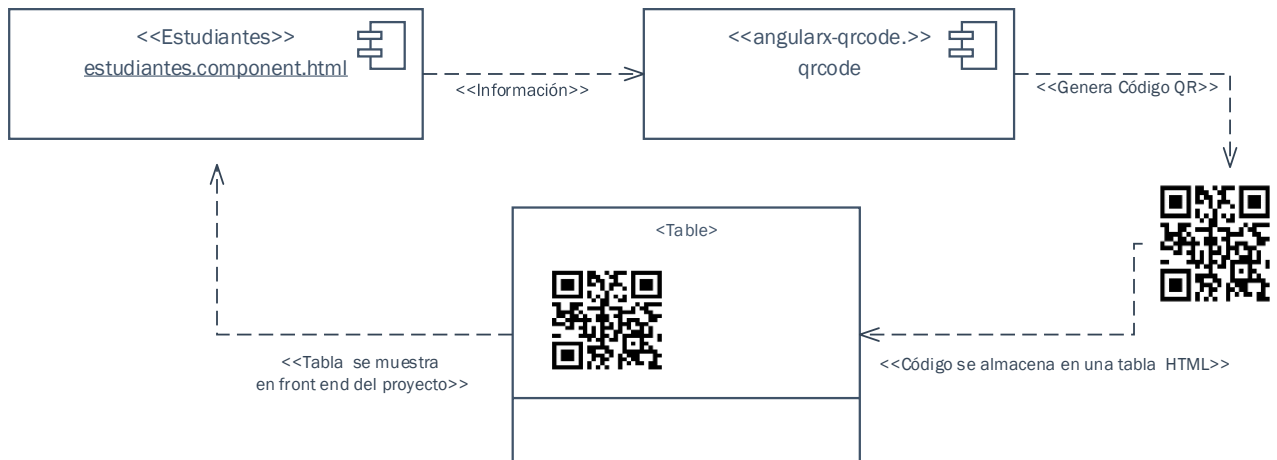 <<Estudiantes>>
estudiantes.component.html
<<Información>>
<<angularx-qrcode.>>
qrcode
<<Genera Código QR>>
<Table>
<<Código se almacena en una tabla  HTML>>
<<Tabla  se muestra
en front end del proyecto>>